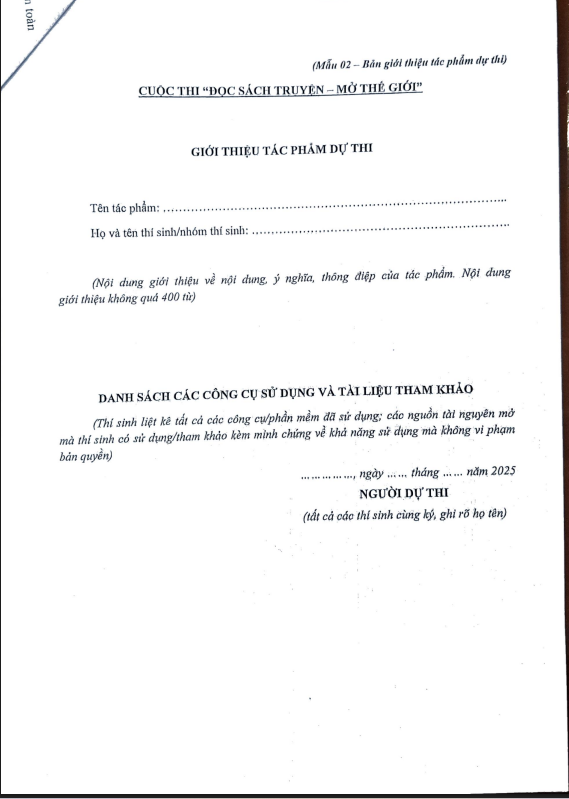 toàn
(Mẫu 02 – Bản giới thiệu tác phẩm dự thi)
CUỘC THI “ĐỌC SÁCH TRUYỆN – MỞ THẾ GIỚI”
GIỚI THIỆU TÁC PHẨM DỰ THI
Tên tác phẩm: ……………………………………………………………………………..
Họ và tên thí sinh/nhóm thí sinh: …………………………………………………………..
(Nội dung giới thiệu về nội dung, ý nghĩa, thông điệp của tác phẩm. Nội dung
giới thiệu không quá 400 từ)
DANH SÁCH CÁC CÔNG CỤ SỬ DỤNG VÀ TÀI LIỆU THAM KHẢO
(Thí sinh liệt kê tất cả các công cụ/phần mềm đã sử dụng; các nguồn tài nguyên mở
mà thí sinh có sử dụng/tham khảo kèm minh chứng về khả năng sử dụng mà không vi phạm
bản quyền)
……………, ngày …… tháng …… năm 2025
NGƯỜI DỰ THI
(tất cả các thí sinh cùng ký, ghi rõ họ tên)